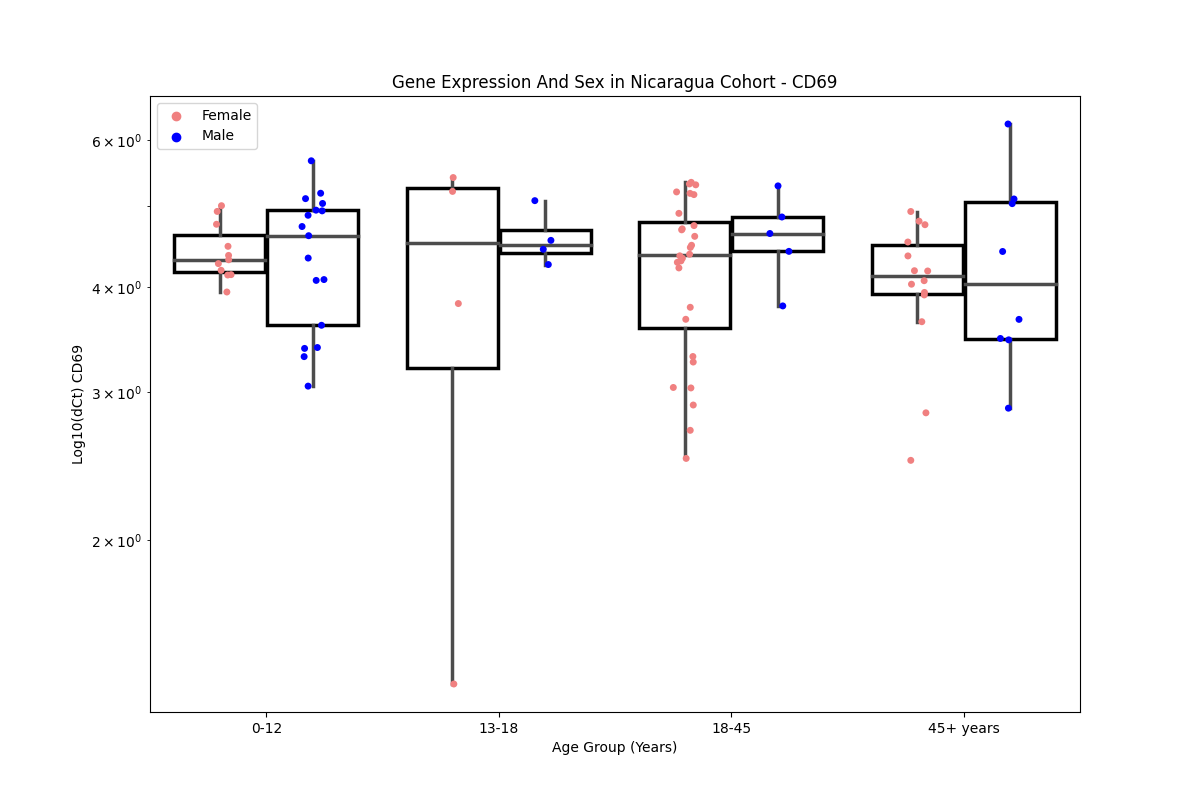 Gene Expression And Sex in Nicaragua Cohort - CD69
Female
Male
6 × 10⁰
4 × 10⁰
3 × 10⁰
2 × 10⁰
Log10(dCt) CD69
0-12
13-18
18-45
45+ years
Age Group (Years)